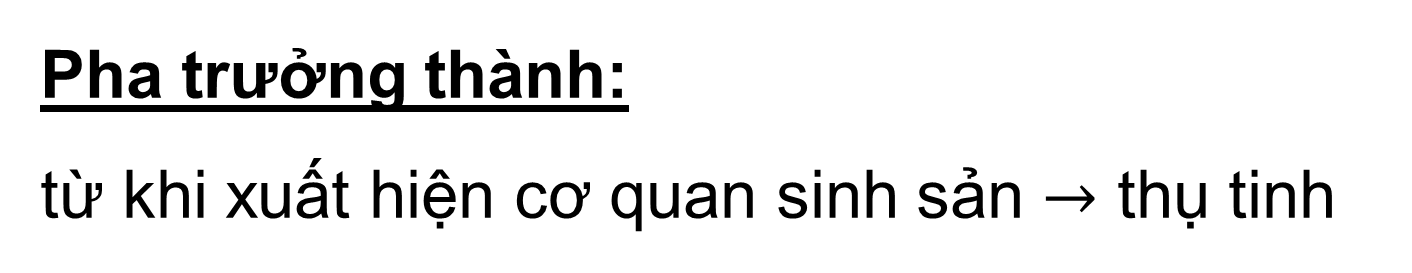 Pha trưởng thành:
từ khi xuất hiện cơ quan sinh sản → thụ tinh